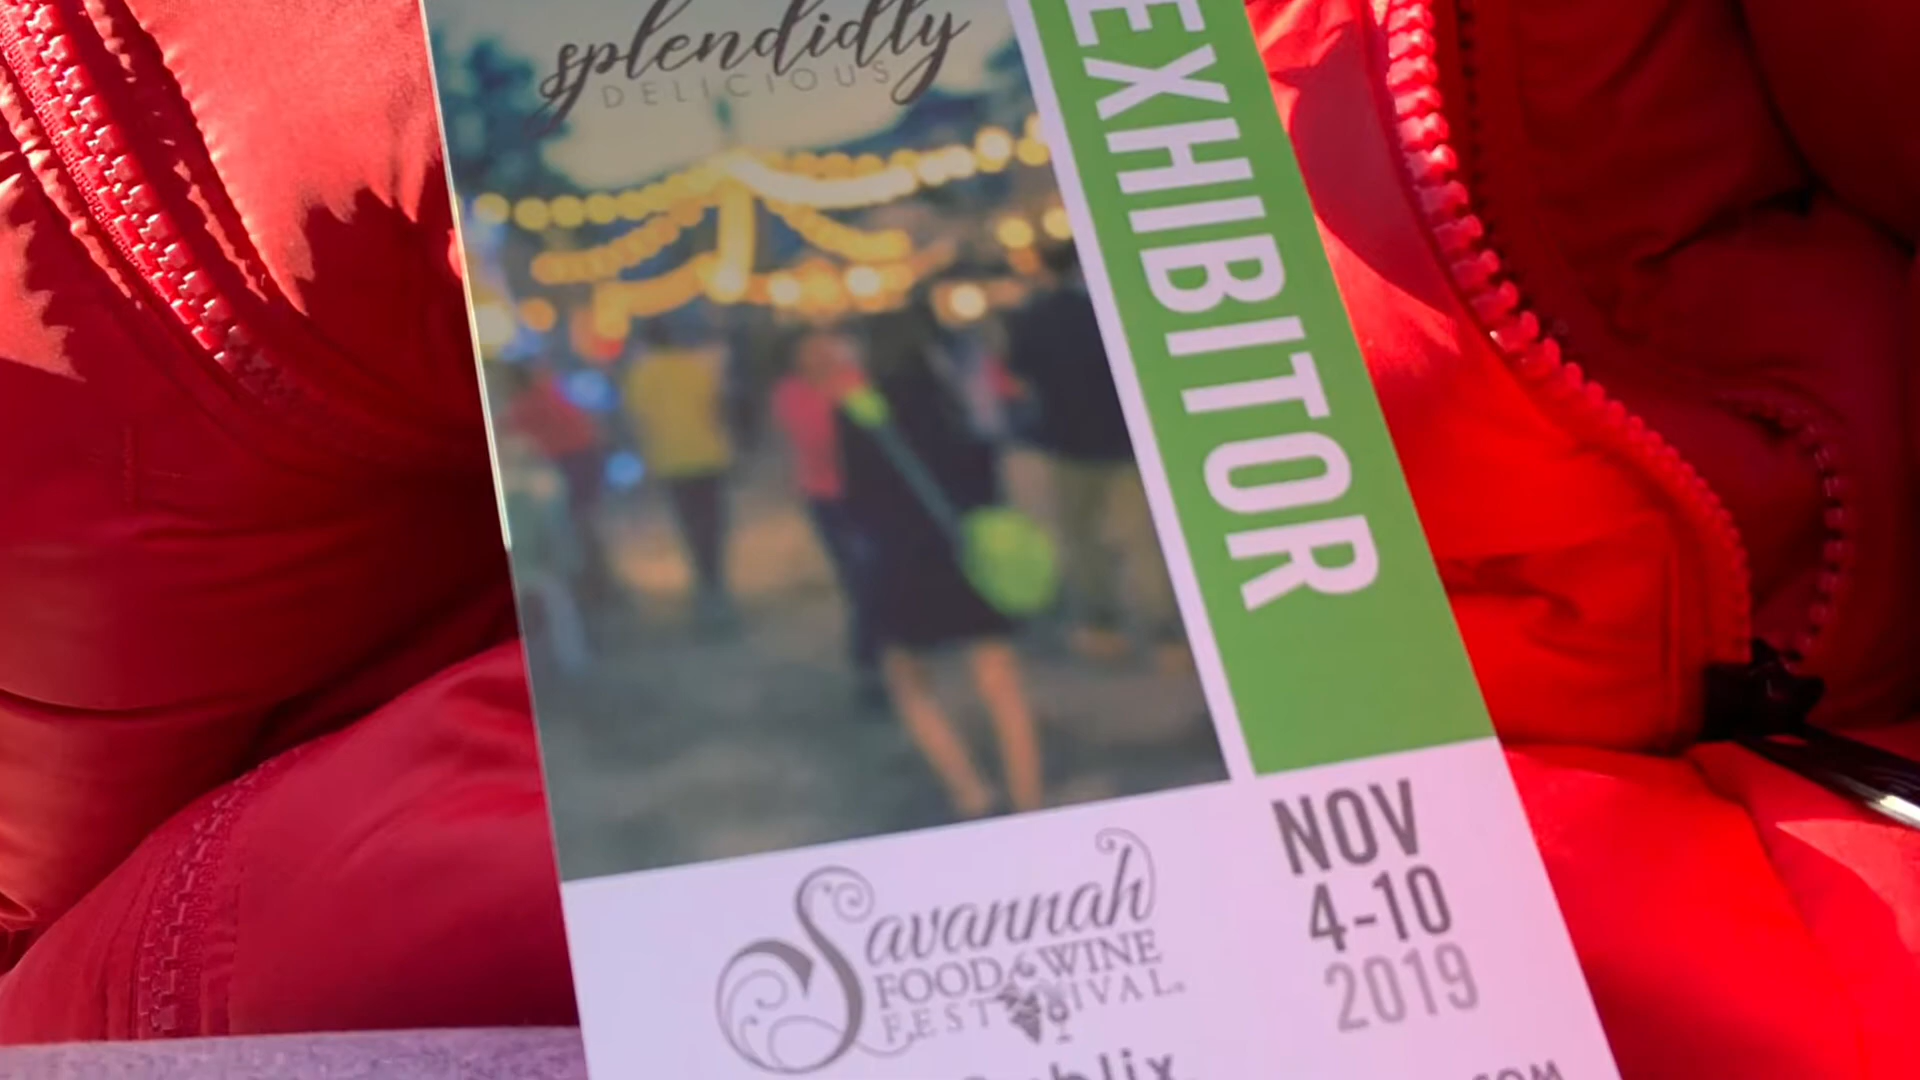 splendidly
DELICIOUS
EXHIBITOR
NOV
4-10
2019
Savannah
FOOD & WINE
FESTIVAL